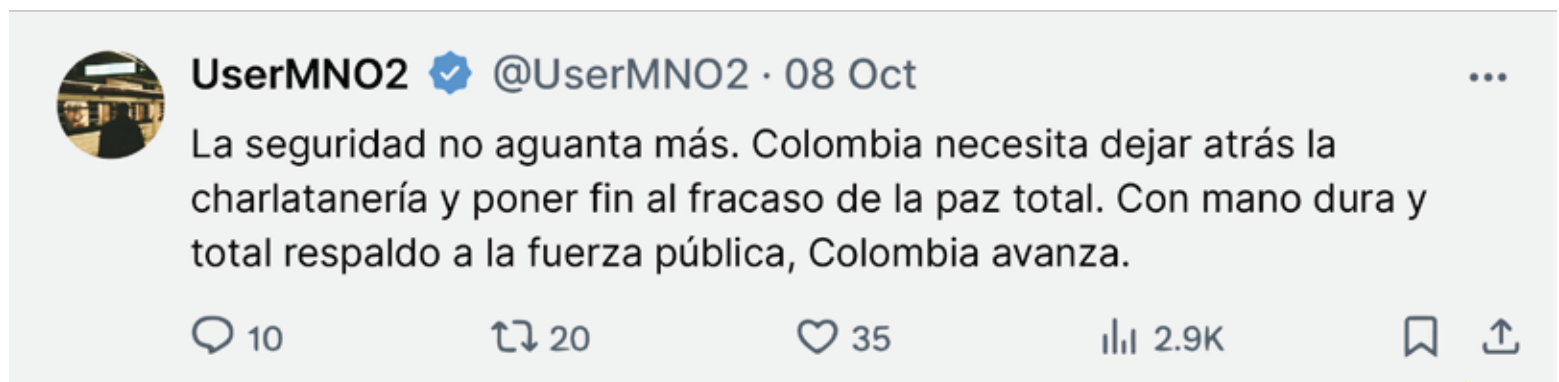 UserMNO2 @UserMNO2 · 08 Oct
La seguridad no aguanta más. Colombia necesita dejar atrás la
charlatanería y poner fin al fracaso de la paz total. Con mano dura y
total respaldo a la fuerza pública, Colombia avanza.
10 20 35 2.9K